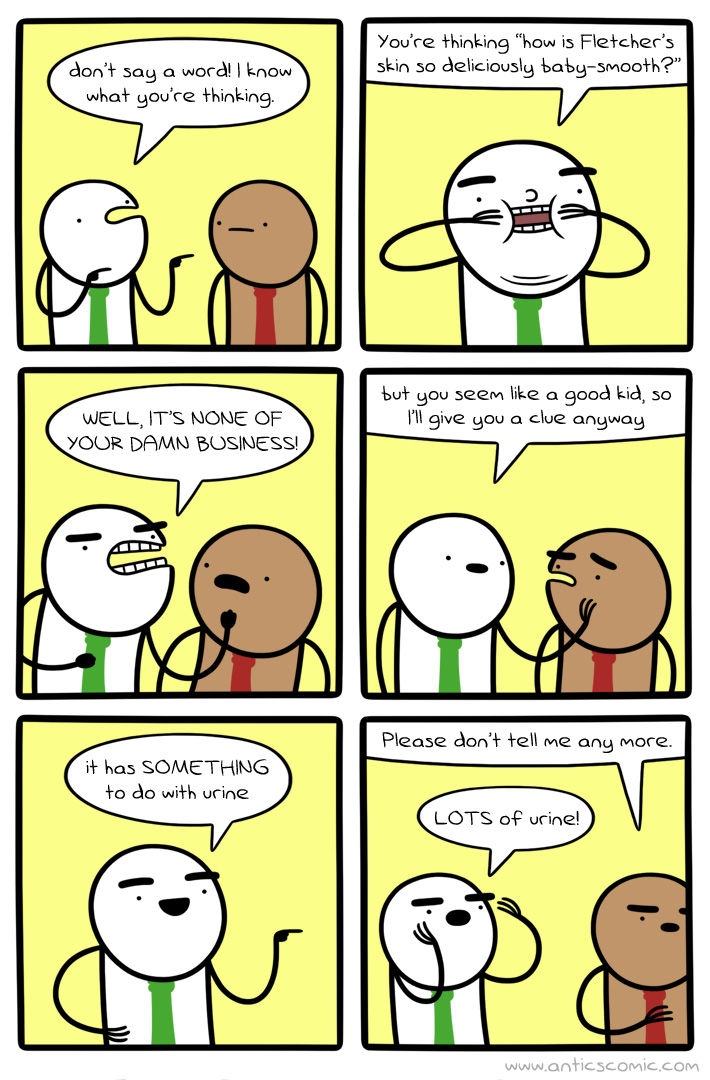 don't say a word! I know
what you're thinking.
You're thinking "how is Fletcher's
skin so deliciously baby-smooth?"
WELL, IT'S NONE OF
YOUR DAMN BUSINESS!
but you seem like a good kid, so
I'll give you a clue anyway
it has SOMETHING
to do with urine
Please don't tell me any more.
LOTS of urine!
www.anticscomic.com